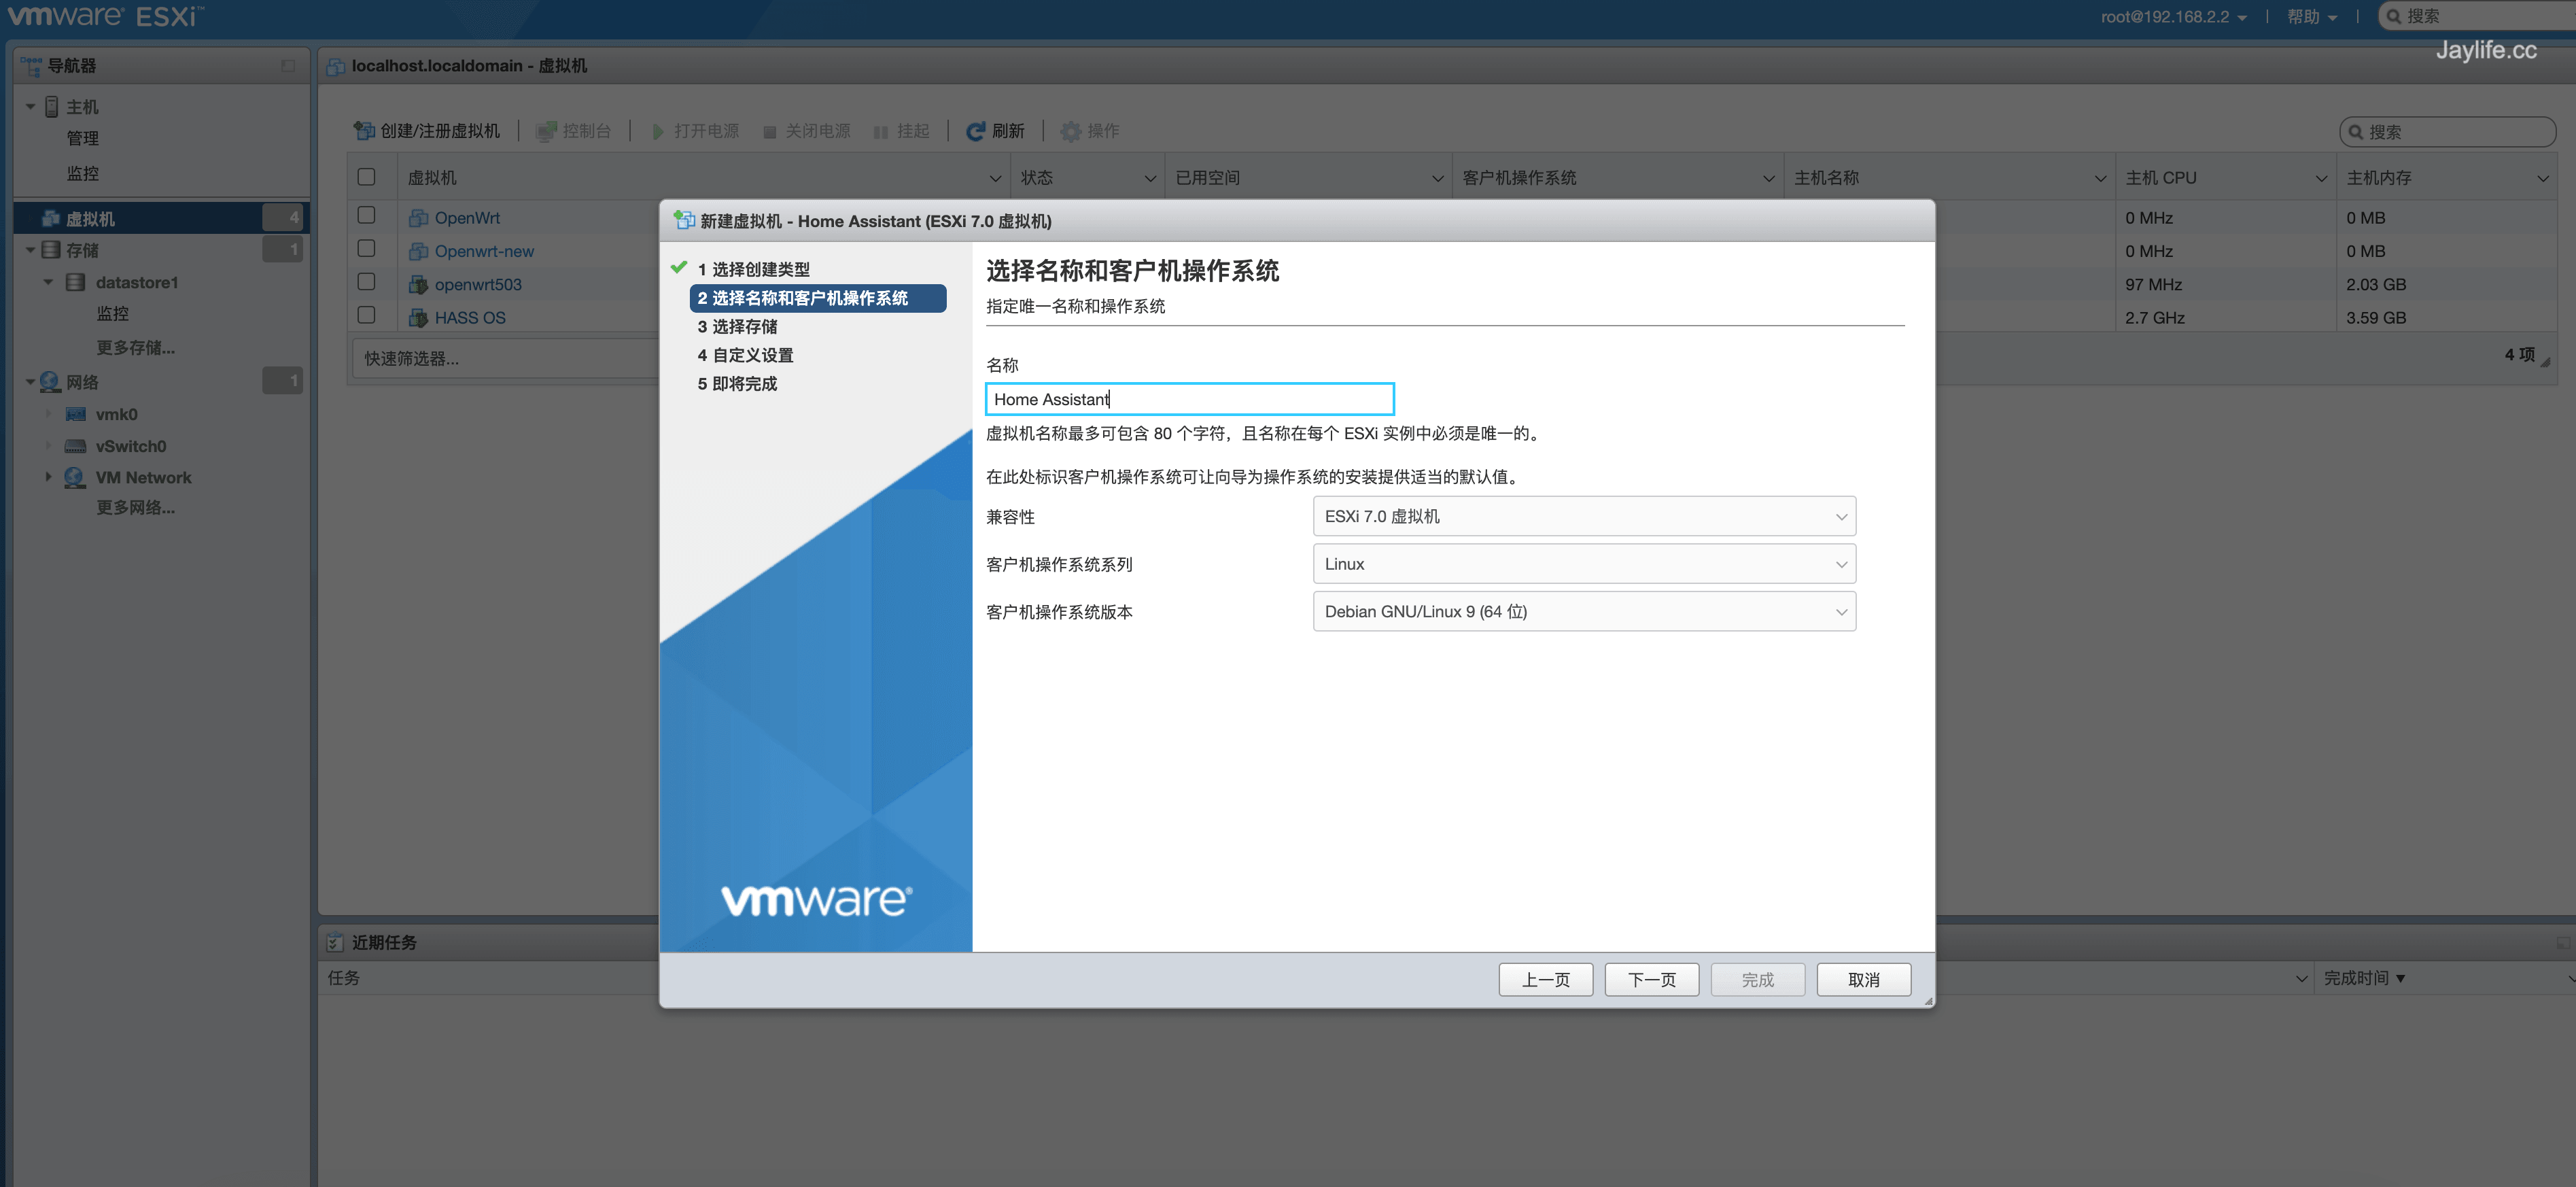 vmware® ESXi™
root@192.168.2.2 | 帮助 | 搜索
Jaylife.cc
导航器
主机
管理
监控
虚拟机 4
存储 1
datastore1
监控
更多存储...
网络 1
vmk0
vSwitch0
VM Network
更多网络...
localhost.localdomain - 虚拟机
创建/注册虚拟机 控制台 打开电源 关闭电源 挂起 刷新 操作 搜索
虚拟机 状态 已用空间 客户机操作系统 主机名称 主机 CPU 主机内存
OpenWrt 0 MHz 0 MB
Openwrt-new 0 MHz 0 MB
openwrt503 97 MHz 2.03 GB
HASS OS 2.7 GHz 3.59 GB
快速筛选器... 4 项
新建虚拟机 - Home Assistant (ESXi 7.0 虚拟机)
1 选择创建类型
2 选择名称和客户机操作系统
3 选择存储
4 自定义设置
5 即将完成
vmware®
选择名称和客户机操作系统
指定唯一名称和操作系统
名称
Home Assistant
虚拟机名称最多可包含 80 个字符，且名称在每个 ESXi 实例中必须是唯一的。
在此处标识客户机操作系统可让向导为操作系统的安装提供适当的默认值。
兼容性 ESXi 7.0 虚拟机
客户机操作系统系列 Linux
客户机操作系统版本 Debian GNU/Linux 9 (64 位)
上一页 下一页 完成 取消
近期任务
任务 完成时间 ▼